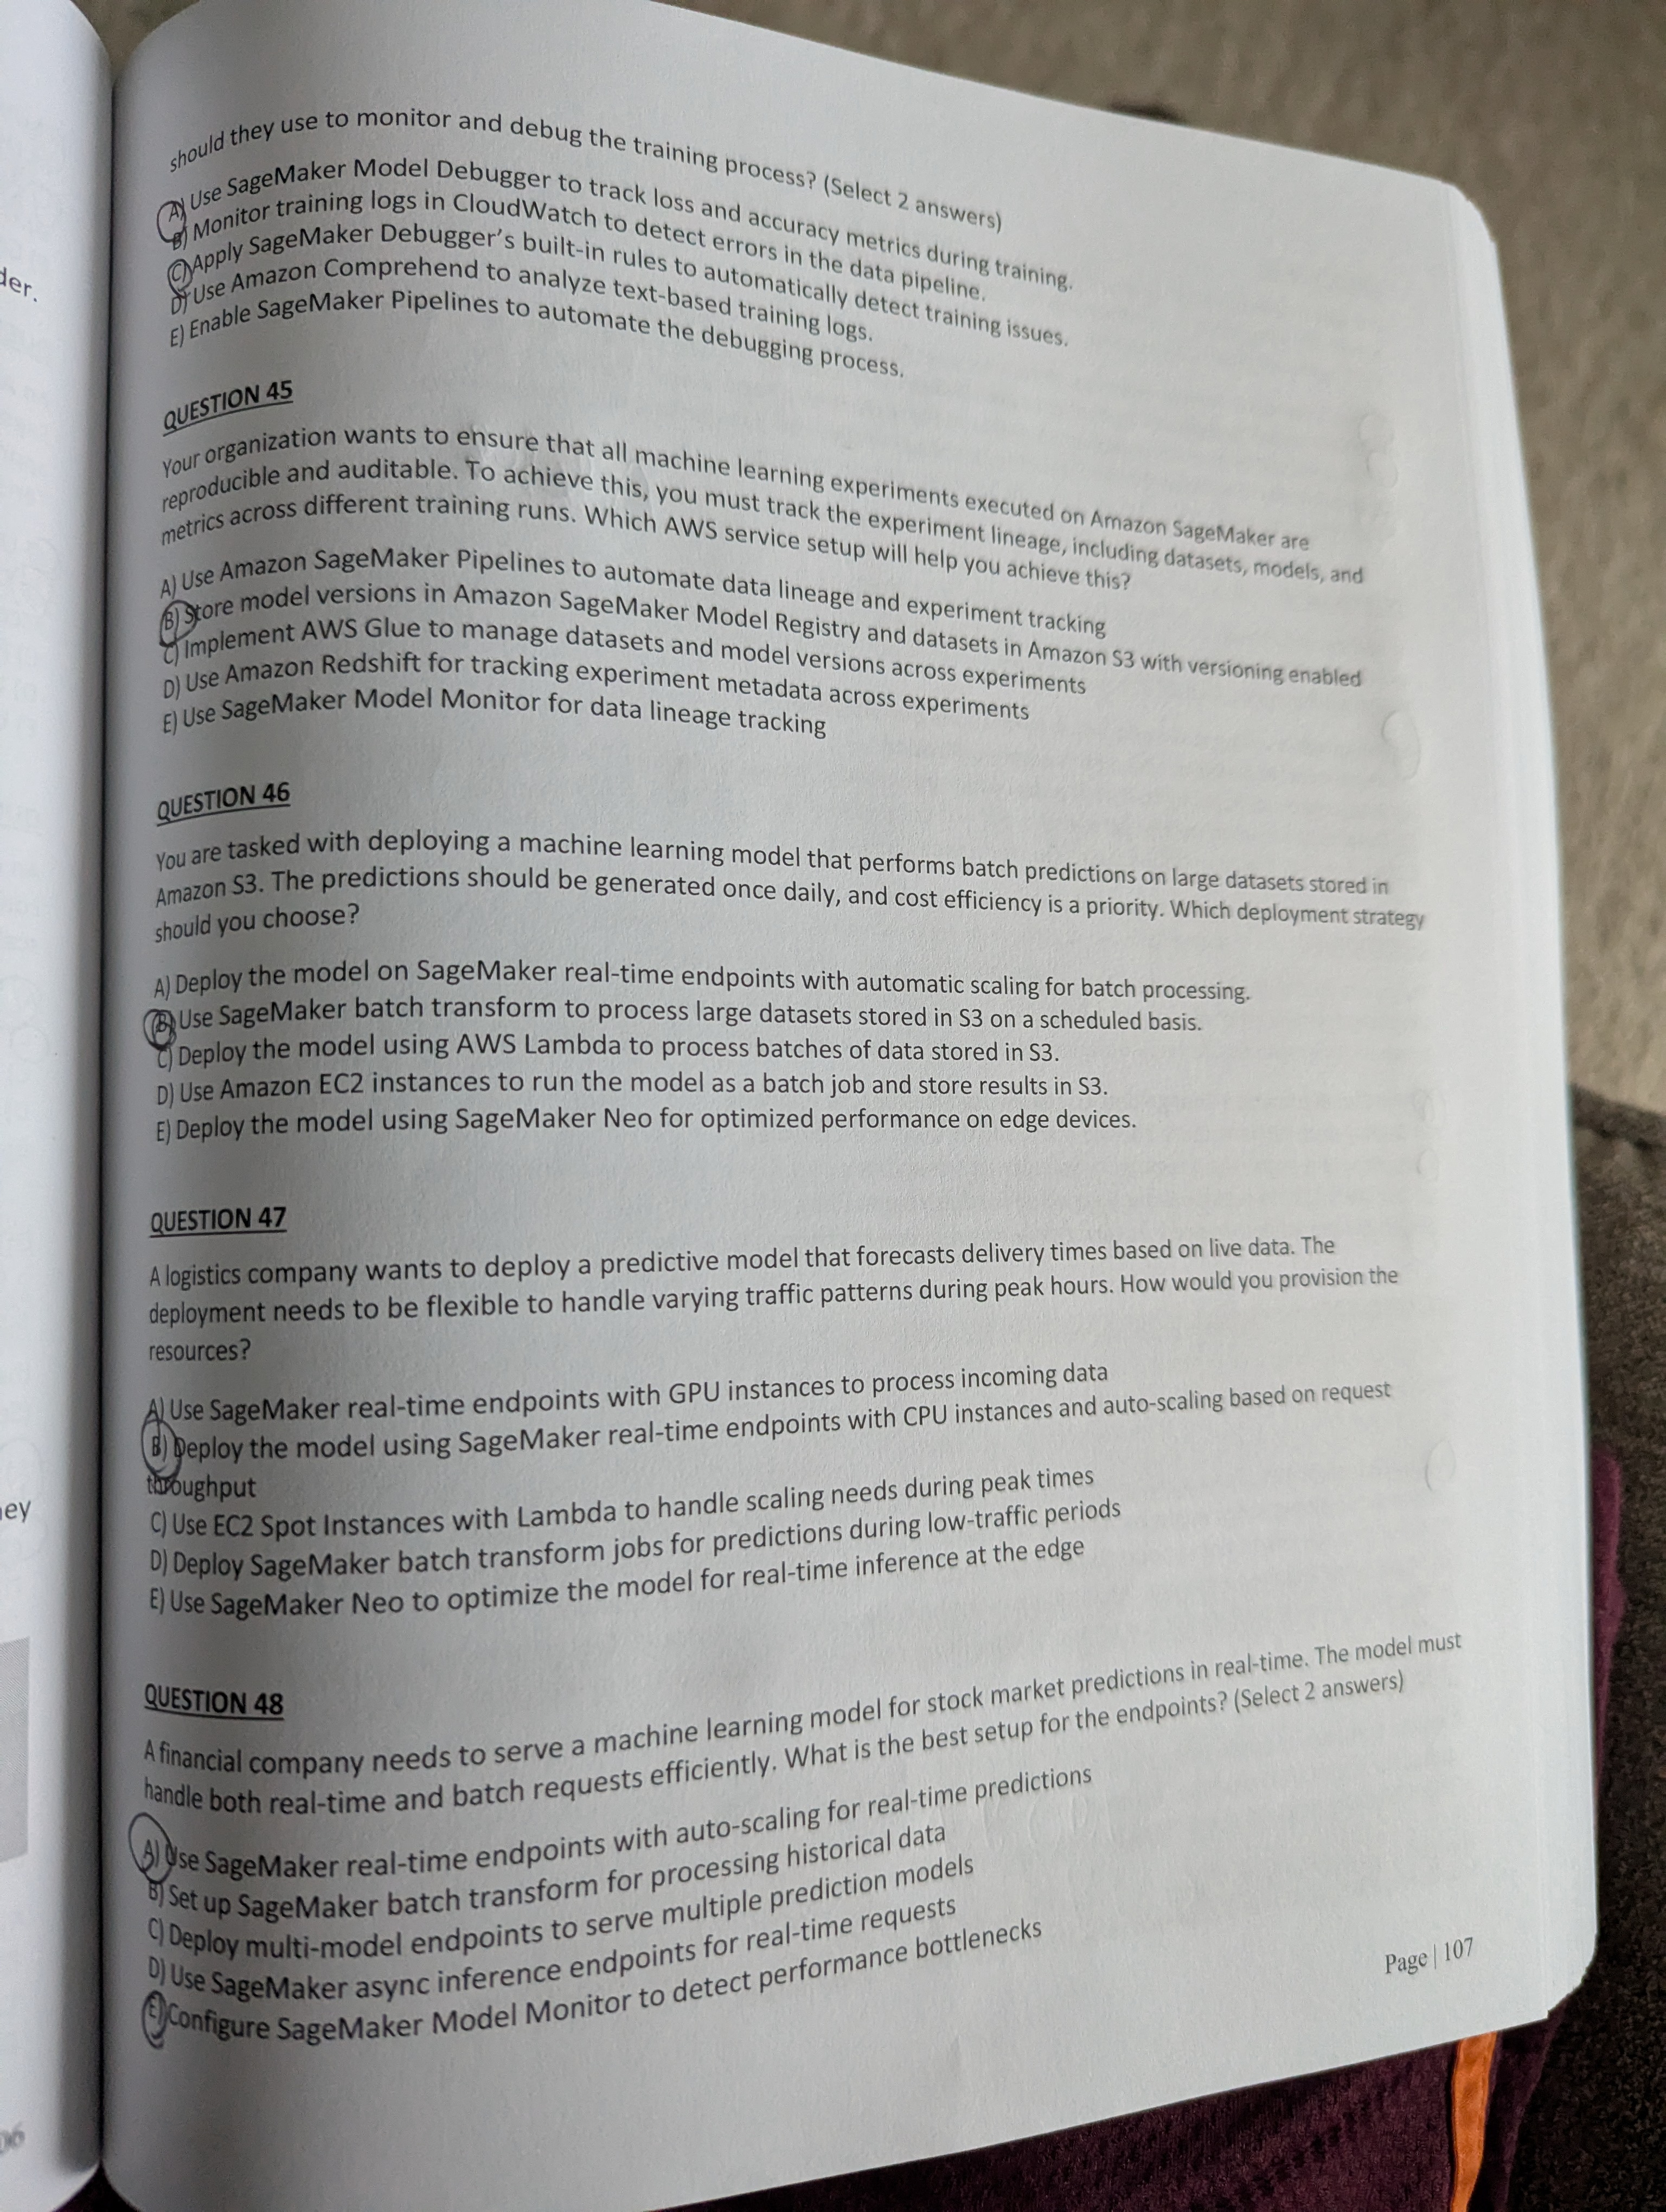 should they use to monitor and debug the training process? (Select 2 answers)
A) Use SageMaker Model Debugger to track loss and accuracy metrics during training.
B) Monitor training logs in CloudWatch to detect errors in the data pipeline.
C) Apply SageMaker Debugger's built-in rules to automatically detect training issues.
D) Use Amazon Comprehend to analyze text-based training logs.
E) Enable SageMaker Pipelines to automate the debugging process.
QUESTION 45
Your organization wants to ensure that all machine learning experiments executed on Amazon SageMaker are
reproducible and auditable. To achieve this, you must track the experiment lineage, including datasets, models, and
metrics across different training runs. Which AWS service setup will help you achieve this?
A) Use Amazon SageMaker Pipelines to automate data lineage and experiment tracking
B) Store model versions in Amazon SageMaker Model Registry and datasets in Amazon S3 with versioning enabled
C) Implement AWS Glue to manage datasets and model versions across experiments
D) Use Amazon Redshift for tracking experiment metadata across experiments
E) Use SageMaker Model Monitor for data lineage tracking
QUESTION 46
You are tasked with deploying a machine learning model that performs batch predictions on large datasets stored in
Amazon S3. The predictions should be generated once daily, and cost efficiency is a priority. Which deployment strategy
should you choose?
A) Deploy the model on SageMaker real-time endpoints with automatic scaling for batch processing.
B) Use SageMaker batch transform to process large datasets stored in S3 on a scheduled basis.
C) Deploy the model using AWS Lambda to process batches of data stored in S3.
D) Use Amazon EC2 instances to run the model as a batch job and store results in S3.
E) Deploy the model using SageMaker Neo for optimized performance on edge devices.
QUESTION 47
A logistics company wants to deploy a predictive model that forecasts delivery times based on live data. The
deployment needs to be flexible to handle varying traffic patterns during peak hours. How would you provision the
resources?
A) Use SageMaker real-time endpoints with GPU instances to process incoming data
B) Deploy the model using SageMaker real-time endpoints with CPU instances and auto-scaling based on request
throughput
C) Use EC2 Spot Instances with Lambda to handle scaling needs during peak times
D) Deploy SageMaker batch transform jobs for predictions during low-traffic periods
E) Use SageMaker Neo to optimize the model for real-time inference at the edge
QUESTION 48
A financial company needs to serve a machine learning model for stock market predictions in real-time. The model must
handle both real-time and batch requests efficiently. What is the best setup for the endpoints? (Select 2 answers)
A) Use SageMaker real-time endpoints with auto-scaling for real-time predictions
B) Set up SageMaker batch transform for processing historical data
C) Deploy multi-model endpoints to serve multiple prediction models
D) Use SageMaker async inference endpoints for real-time requests
E) Configure SageMaker Model Monitor to detect performance bottlenecks
Page | 107